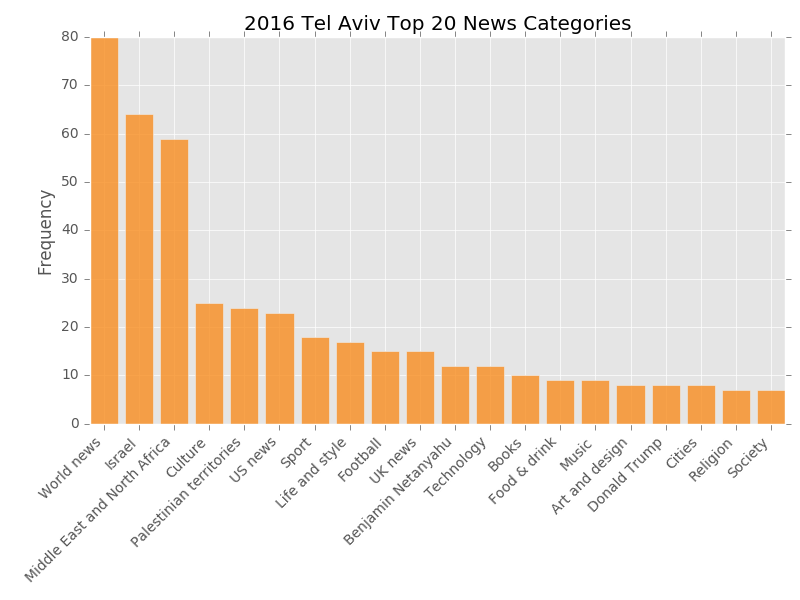 2016 Tel Aviv Top 20 News Categories
Frequency
80
70
60
50
40
30
20
10
0
World news
Israel
Middle East and North Africa
Culture
Palestinian territories
US news
Sport
Life and style
Football
UK news
Benjamin Netanyahu
Technology
Books
Food & drink
Music
Art and design
Donald Trump
Cities
Religion
Society